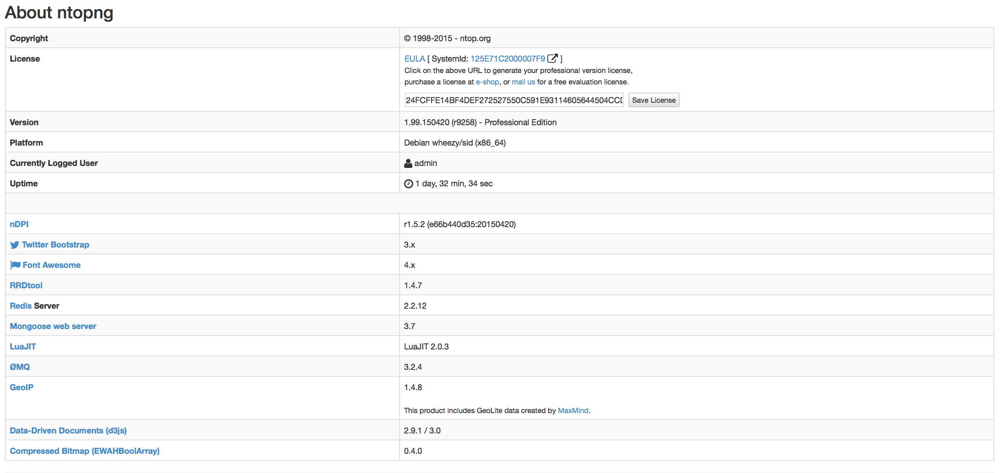 About ntopng
Copyright © 1998-2015 - ntop.org
License EULA [ SystemId: 125E71C2000007F9 ]
Click on the above URL to generate your professional version license,
purchase a license at e-shop, or mail us for a free evaluation license.
24FCFFE14BF4DEF272527550C591E93114605644504CC Save License
Version 1.99.150420 (r9258) - Professional Edition
Platform Debian wheezy/sid (x86_64)
Currently Logged User admin
Uptime 1 day, 32 min, 34 sec
nDPI r1.5.2 (e66b440d35:20150420)
Twitter Bootstrap 3.x
Font Awesome 4.x
RRDtool 1.4.7
Redis Server 2.2.12
Mongoose web server 3.7
LuaJIT LuaJIT 2.0.3
ØMQ 3.2.4
GeoIP 1.4.8
This product includes GeoLite data created by MaxMind.
Data-Driven Documents (d3js) 2.9.1 / 3.0
Compressed Bitmap (EWAHBoolArray) 0.4.0